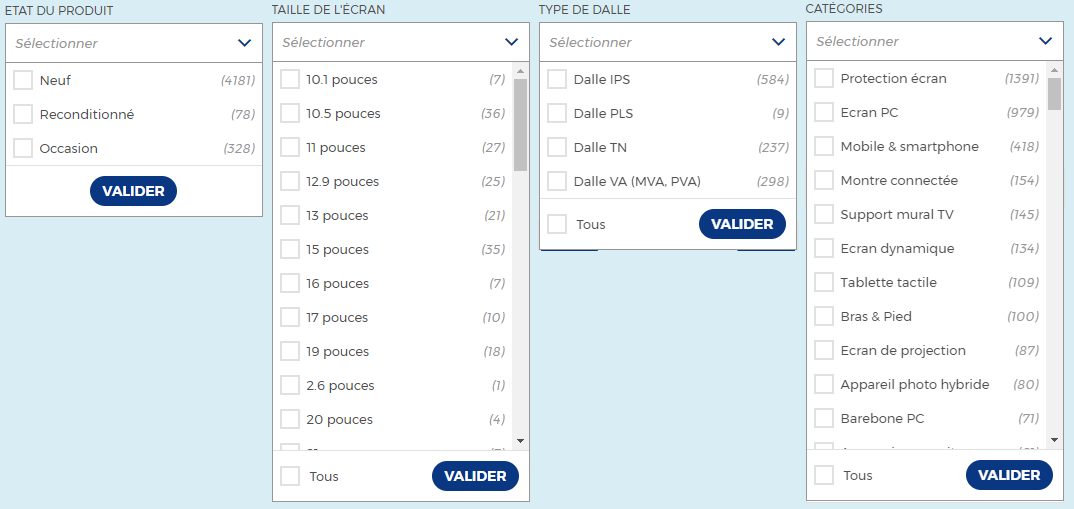 ETAT DU PRODUIT
Sélectionner
Neuf (4181)
Reconditionné (78)
Occasion (328)
VALIDER
TAILLE DE L'ÉCRAN
Sélectionner
10.1 pouces (7)
10.5 pouces (36)
11 pouces (27)
12.9 pouces (25)
13 pouces (21)
15 pouces (35)
16 pouces (7)
17 pouces (10)
19 pouces (18)
2.6 pouces (1)
20 pouces (4)
Tous VALIDER
TYPE DE DALLE
Sélectionner
Dalle IPS (584)
Dalle PLS (9)
Dalle TN (237)
Dalle VA (MVA, PVA) (298)
Tous VALIDER
CATÉGORIES
Sélectionner
Protection écran (1391)
Ecran PC (979)
Mobile & smartphone (418)
Montre connectée (154)
Support mural TV (145)
Ecran dynamique (134)
Tablette tactile (109)
Bras & Pied (100)
Ecran de projection (87)
Appareil photo hybride (80)
Barebone PC (71)
Tous VALIDER